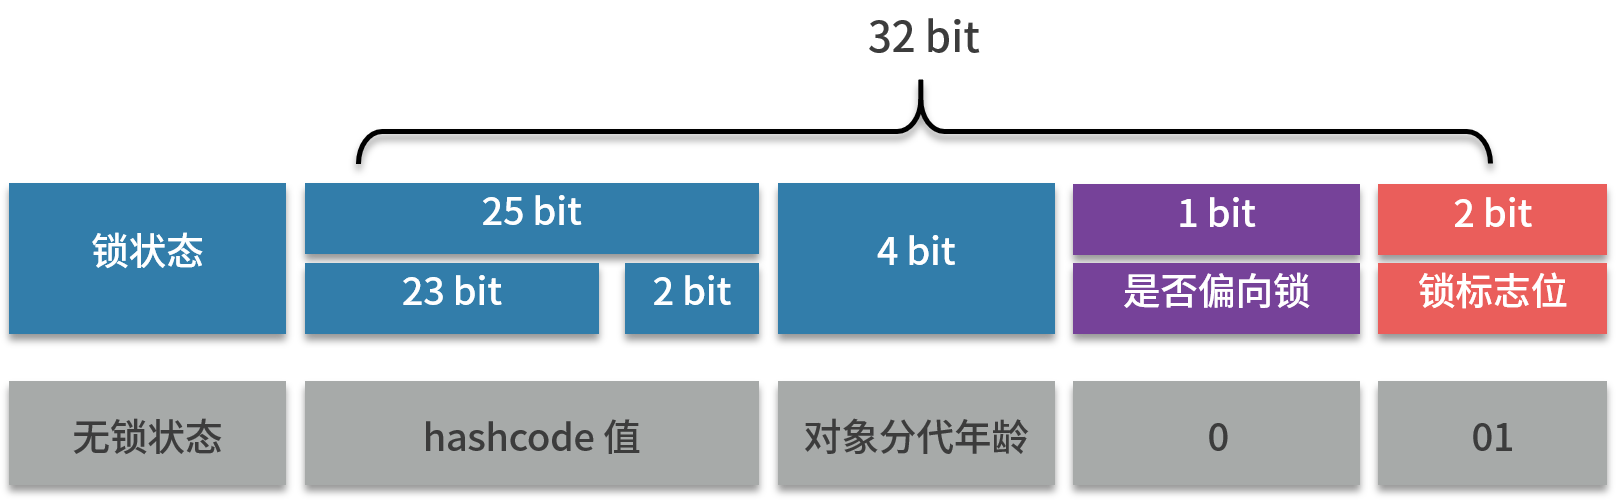 32 bit
锁状态
25 bit
23 bit
2 bit
4 bit
1 bit
是否偏向锁
2 bit
锁标志位
无锁状态
hashcode 值
对象分代年龄
0
01